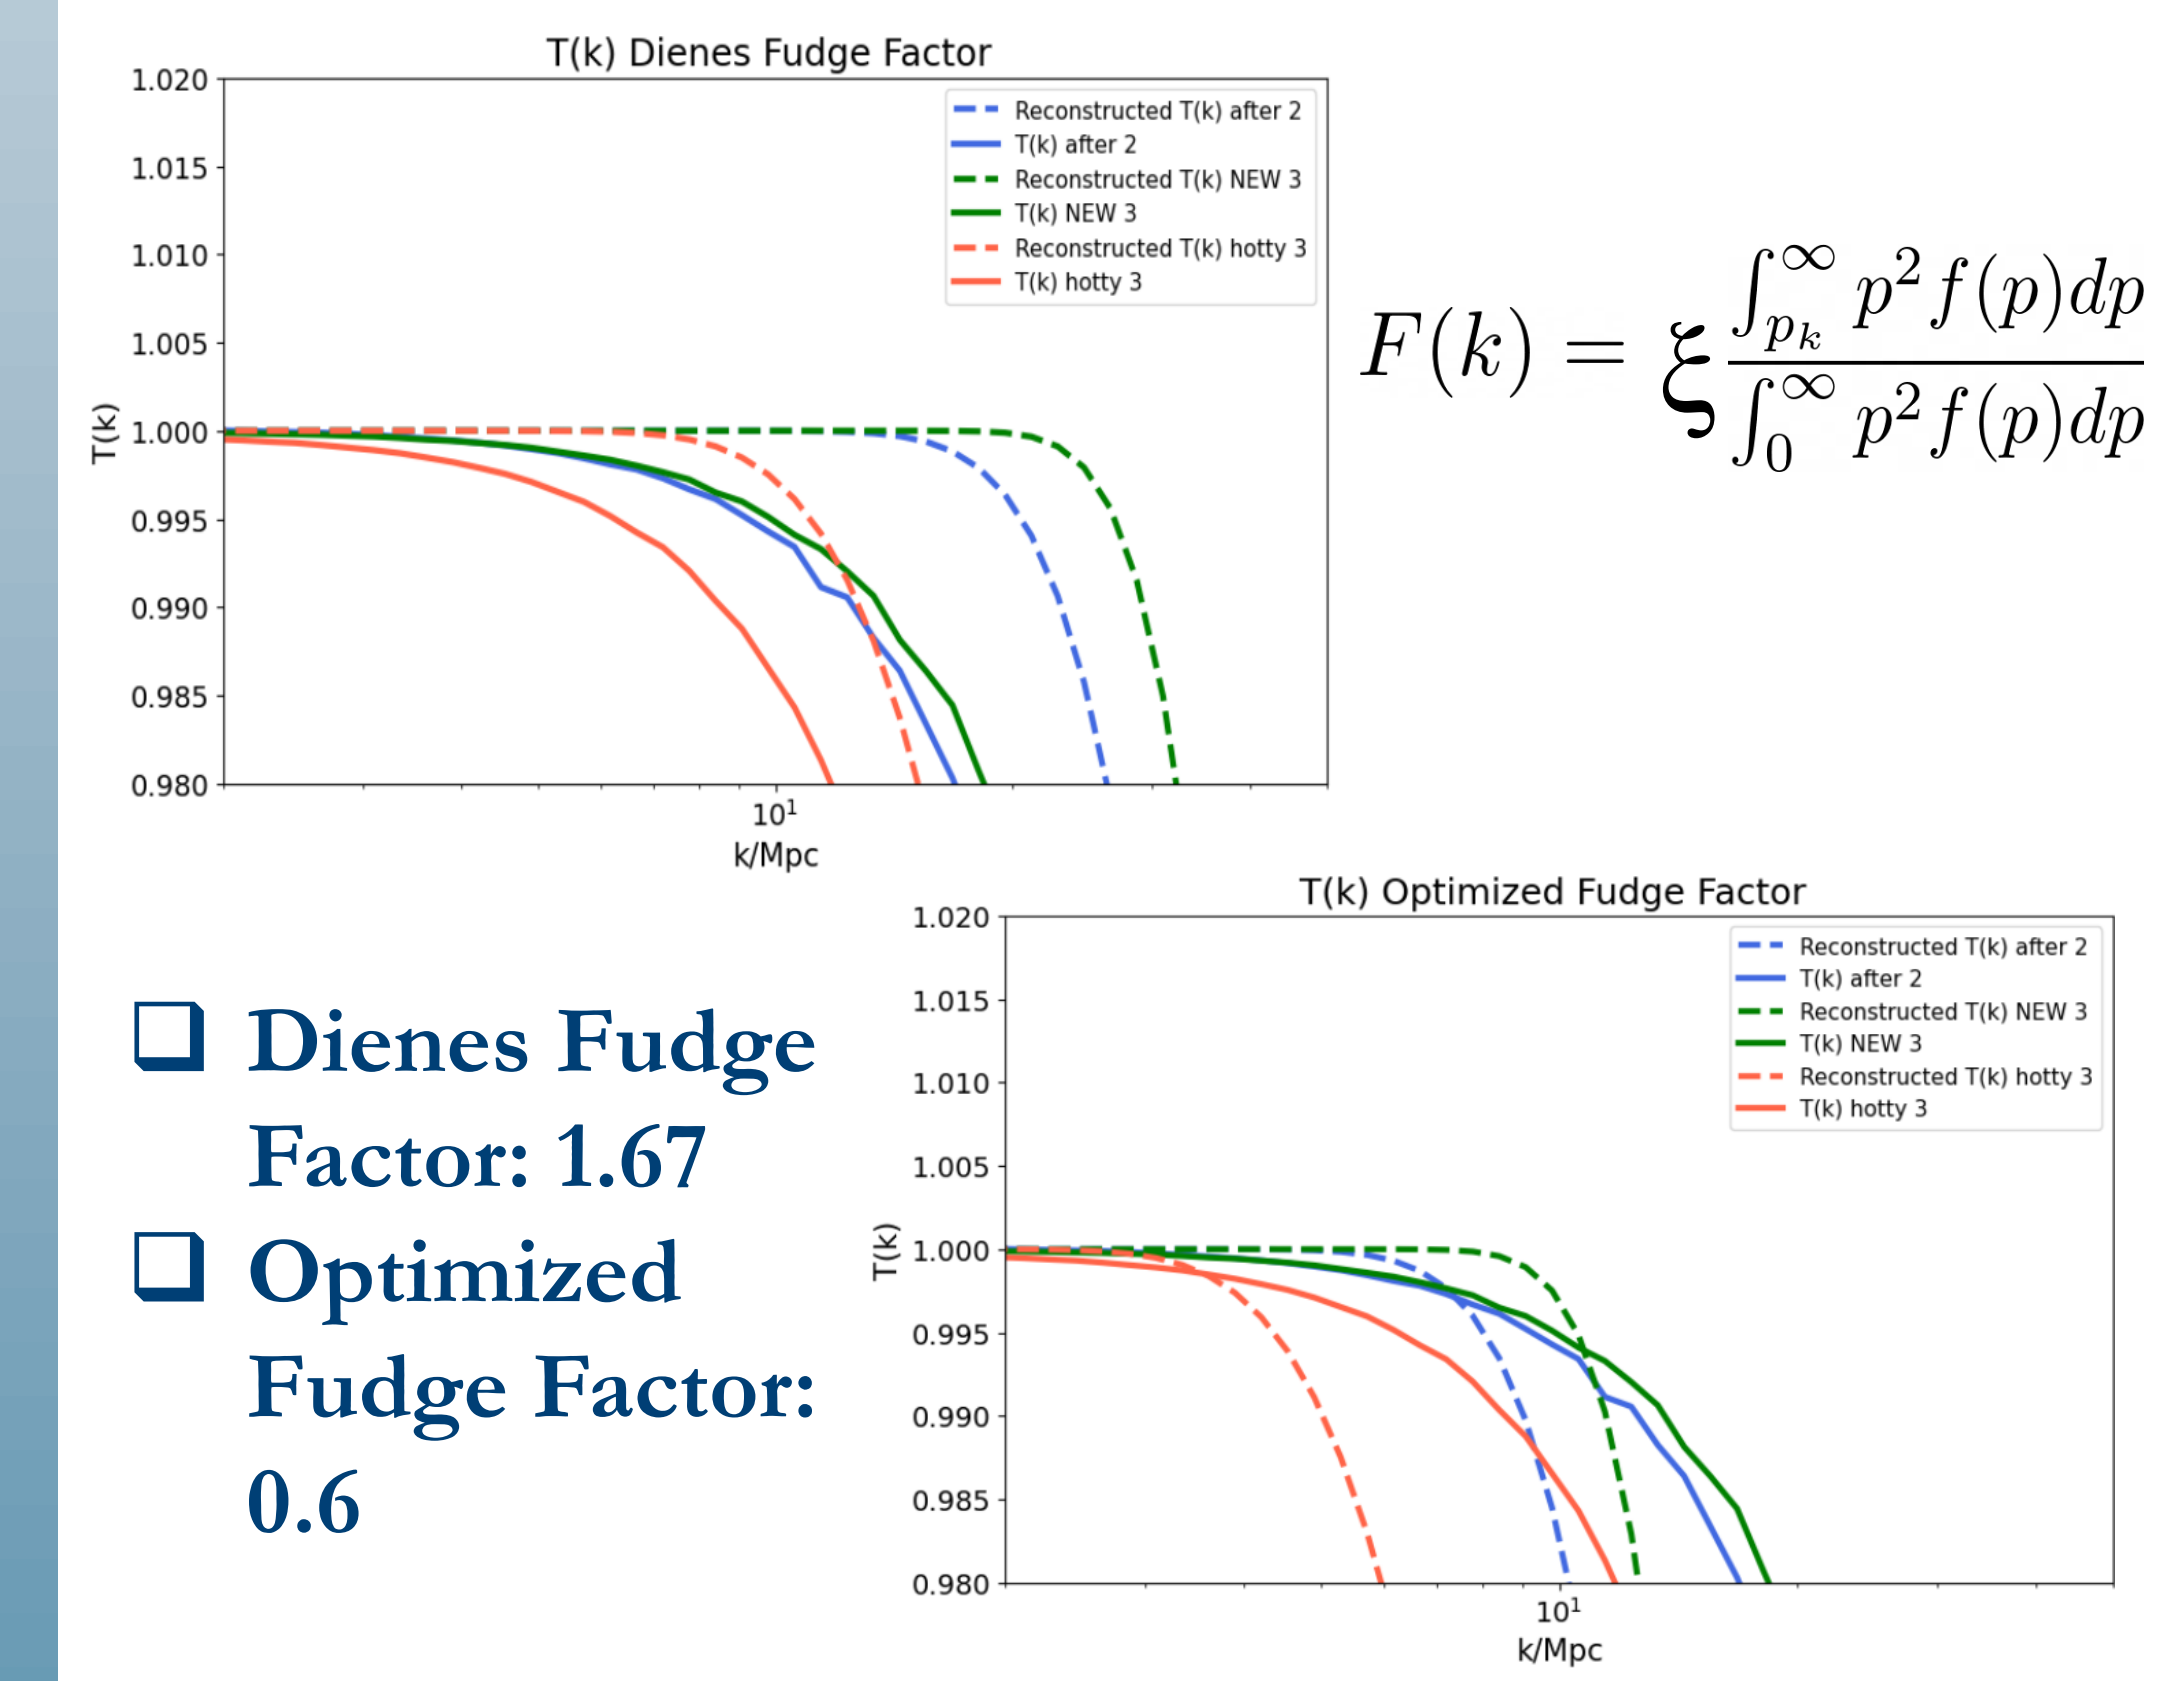 T(k) Dienes Fudge Factor
1.020
1.015
1.010
1.005
1.000
0.995
0.990
0.985
0.980
T(k)
Reconstructed T(k) after 2
T(k) after 2
Reconstructed T(k) NEW 3
T(k) NEW 3
Reconstructed T(k) hotty 3
T(k) hotty 3
10¹
k/Mpc
F(k) = ξ ∫_{p_k}^∞ p² f(p)dp / ∫_0^∞ p² f(p)dp
❑ Dienes Fudge
Factor: 1.67
❑ Optimized
Fudge Factor:
0.6
T(k) Optimized Fudge Factor
1.020
1.015
1.010
1.005
1.000
0.995
0.990
0.985
0.980
T(k)
Reconstructed T(k) after 2
T(k) after 2
Reconstructed T(k) NEW 3
T(k) NEW 3
Reconstructed T(k) hotty 3
T(k) hotty 3
10¹
k/Mpc